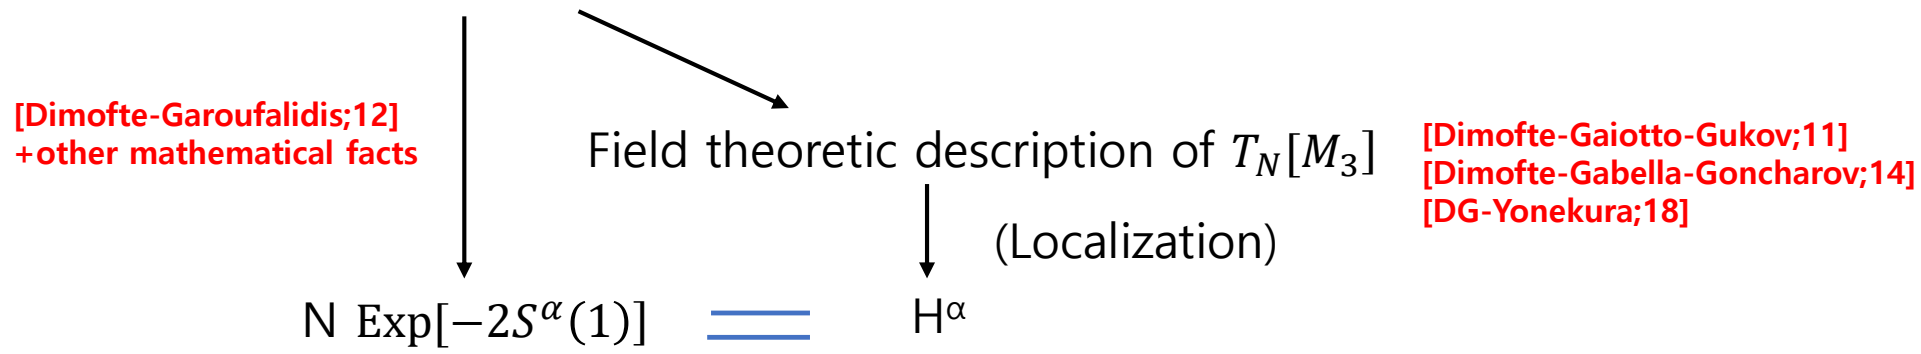 [Dimofte-Garoufalidis;12]
+other mathematical facts
Field theoretic description of $T_N[M_3]$
[Dimofte-Gaiotto-Gukov;11]
[Dimofte-Gabella-Goncharov;14]
[DG-Yonekura;18]
(Localization)
N Exp[$-2S^α(1)$] = H^α